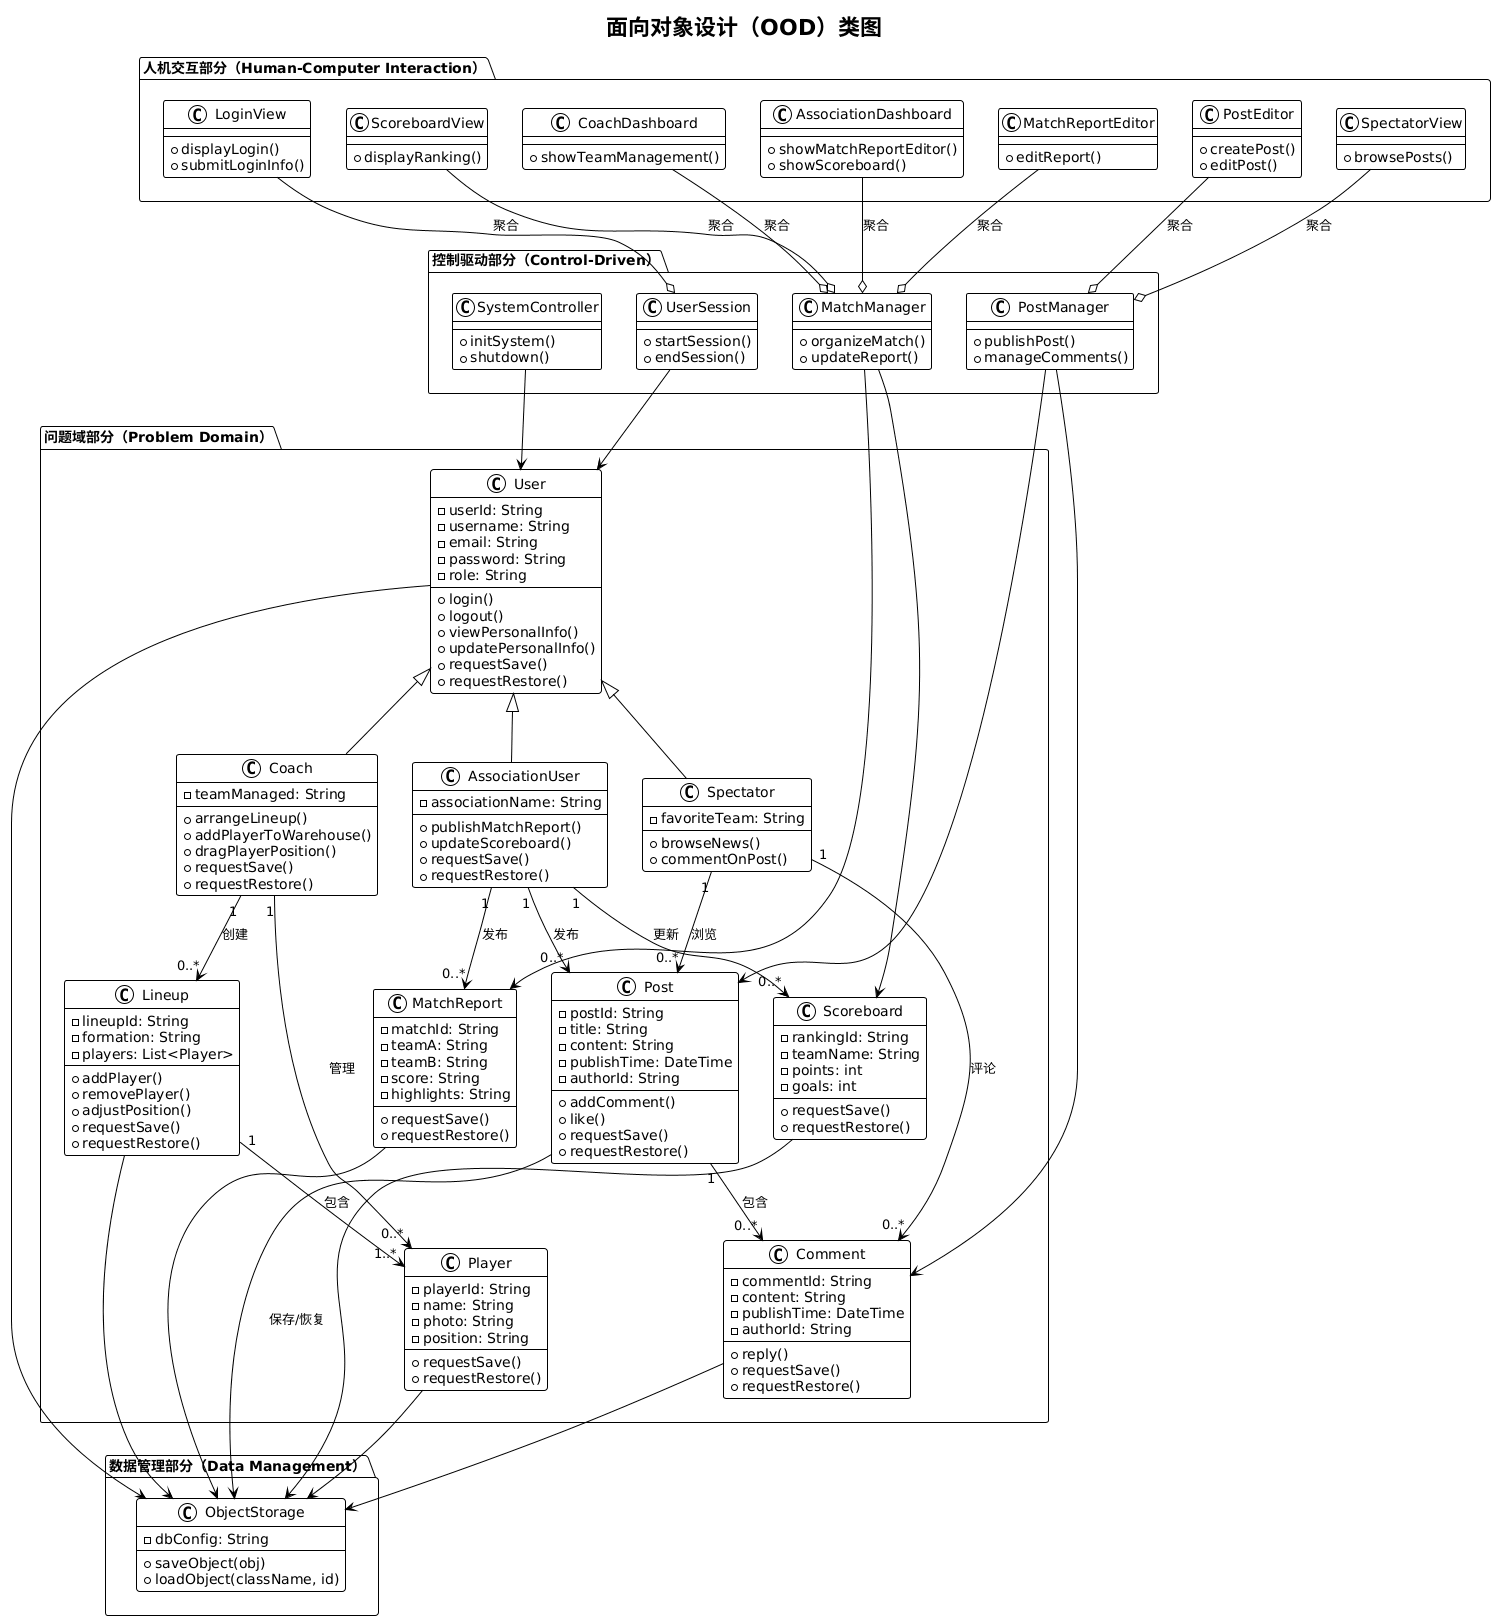 面向对象设计（OOD）类图
人机交互部分（Human-Computer Interaction）
C LoginView
displayLogin()
submitLoginInfo()
C ScoreboardView
displayRanking()
C CoachDashboard
showTeamManagement()
C AssociationDashboard
showMatchReportEditor()
showScoreboard()
C MatchReportEditor
editReport()
C PostEditor
createPost()
editPost()
C SpectatorView
browsePosts()
聚合
聚合
聚合
聚合
聚合
聚合
聚合
控制驱动部分（Control-Driven）
C SystemController
initSystem()
shutdown()
C UserSession
startSession()
endSession()
C MatchManager
organizeMatch()
updateReport()
C PostManager
publishPost()
manageComments()
问题域部分（Problem Domain）
C User
userId: String
username: String
email: String
password: String
role: String
login()
logout()
viewPersonalInfo()
updatePersonalInfo()
requestSave()
requestRestore()
C Coach
teamManaged: String
arrangeLineup()
addPlayerToWarehouse()
dragPlayerPosition()
requestSave()
requestRestore()
C AssociationUser
associationName: String
publishMatchReport()
updateScoreboard()
requestSave()
requestRestore()
C Spectator
favoriteTeam: String
browseNews()
commentOnPost()
1
1
1
1
1
1
1
创建
发布
发布
更新
浏览
0..*
0..*
0..*
0..*
0..*
C Lineup
lineupId: String
formation: String
players: List<Player>
addPlayer()
removePlayer()
adjustPosition()
requestSave()
requestRestore()
管理
C MatchReport
matchId: String
teamA: String
teamB: String
score: String
highlights: String
requestSave()
requestRestore()
C Post
postId: String
title: String
content: String
publishTime: DateTime
authorId: String
addComment()
like()
requestSave()
requestRestore()
C Scoreboard
rankingId: String
teamName: String
points: int
goals: int
requestSave()
requestRestore()
评论
1
1
包含
包含
0..*
1..*
0..*
0..*
C Player
playerId: String
name: String
photo: String
position: String
requestSave()
requestRestore()
保存/恢复
C Comment
commentId: String
content: String
publishTime: DateTime
authorId: String
reply()
requestSave()
requestRestore()
数据管理部分（Data Management）
C ObjectStorage
dbConfig: String
saveObject(obj)
loadObject(className, id)